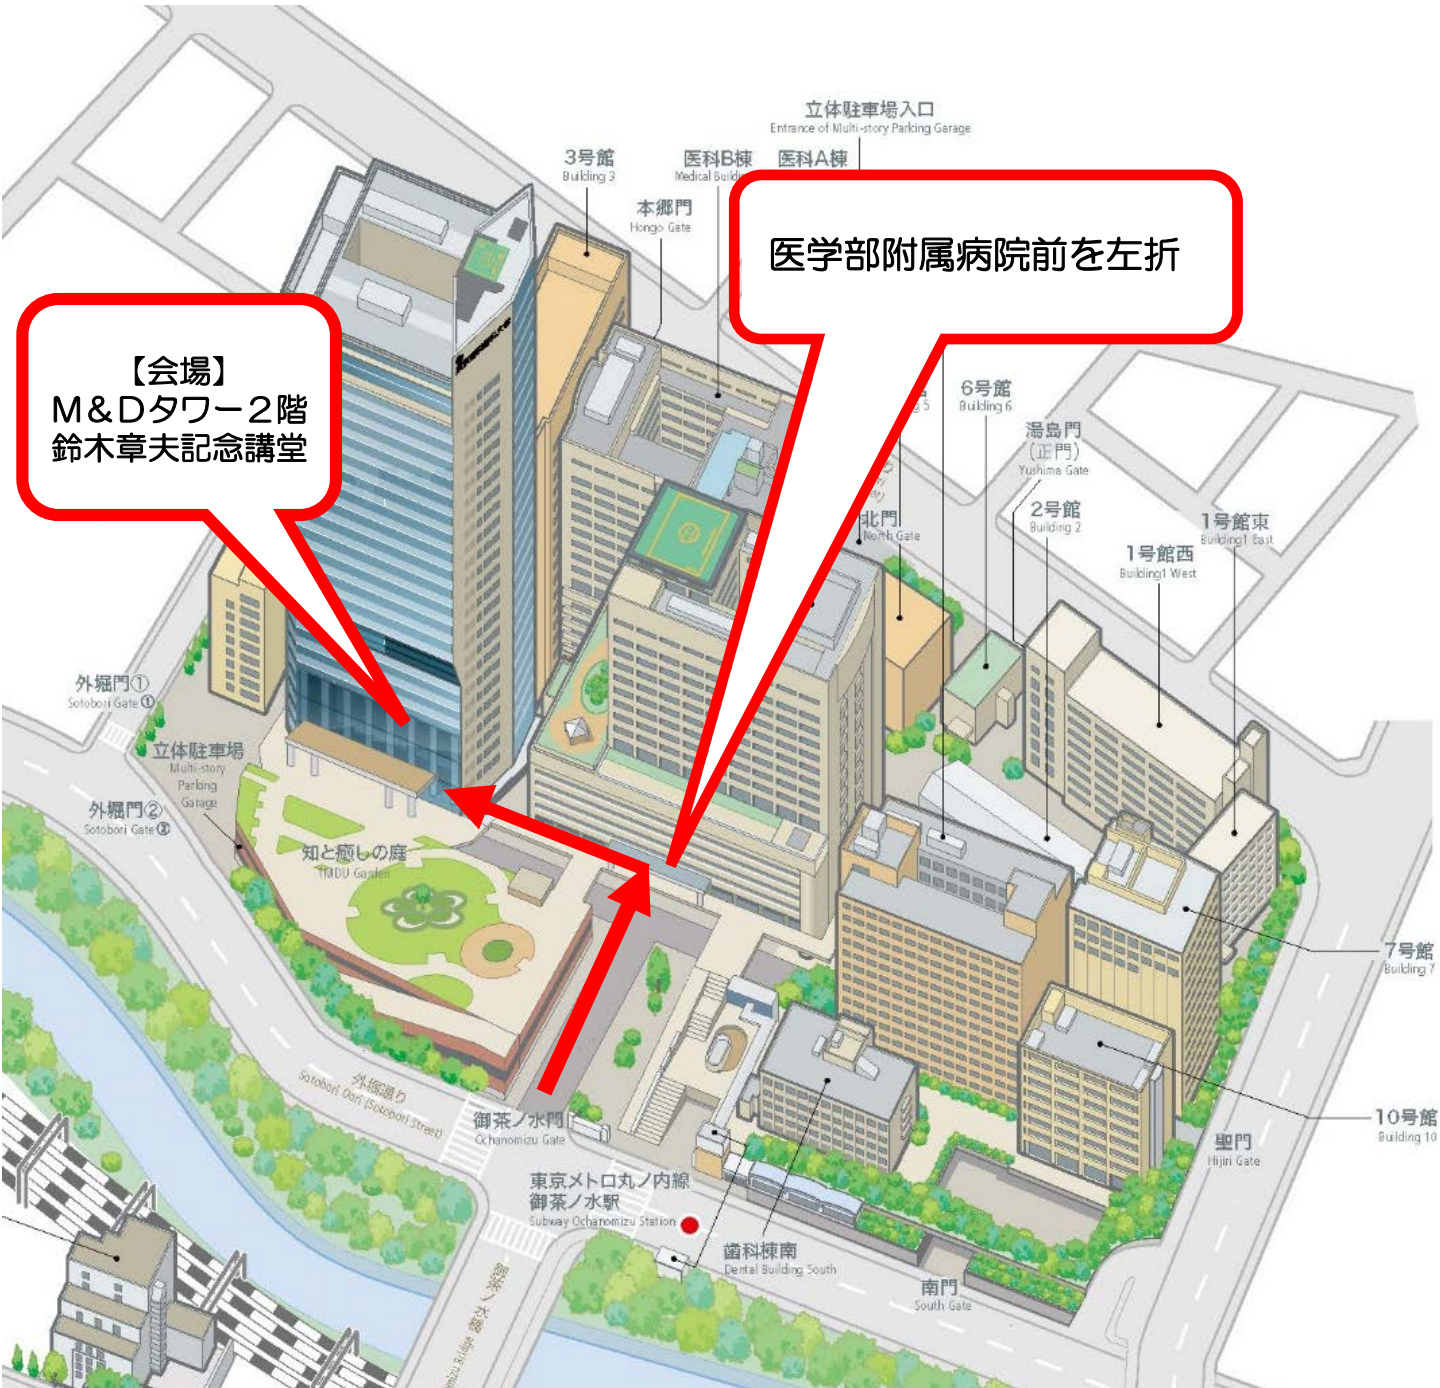 立体駐車場入口
Entrance of Multi-story Parking Garage
3号館
Building 3
医科B棟
Medical
医科A棟
本郷門
Hongo Gate
医学部附属病院前を左折
【会場】
M&Dタワー2階
鈴木章夫記念講堂
6号館
Building 6
湯島門
(正門)
Yushima Gate
2号館
Building 2
北門
North Gate
1号館東
Building1 East
1号館西
Building1 West
外堀門①
Sotobori Gate ①
立体駐車場
Multi-story
Parking
Garage
外堀門②
Sotobori Gate ②
知と癒しの庭
TMDU Garden
7号館
Building 7
外堀通り
Sotobori Dori (Sotobori Street)
御茶ノ水門
Ochanomizu Gate
10号館
Building 10
聖門
Hijiri Gate
東京メトロ丸ノ内線
御茶ノ水駅
Subway Ochanomizu Station
歯科棟南
Dental Building South
南門
South Gate
御茶ノ水橋
Bridge